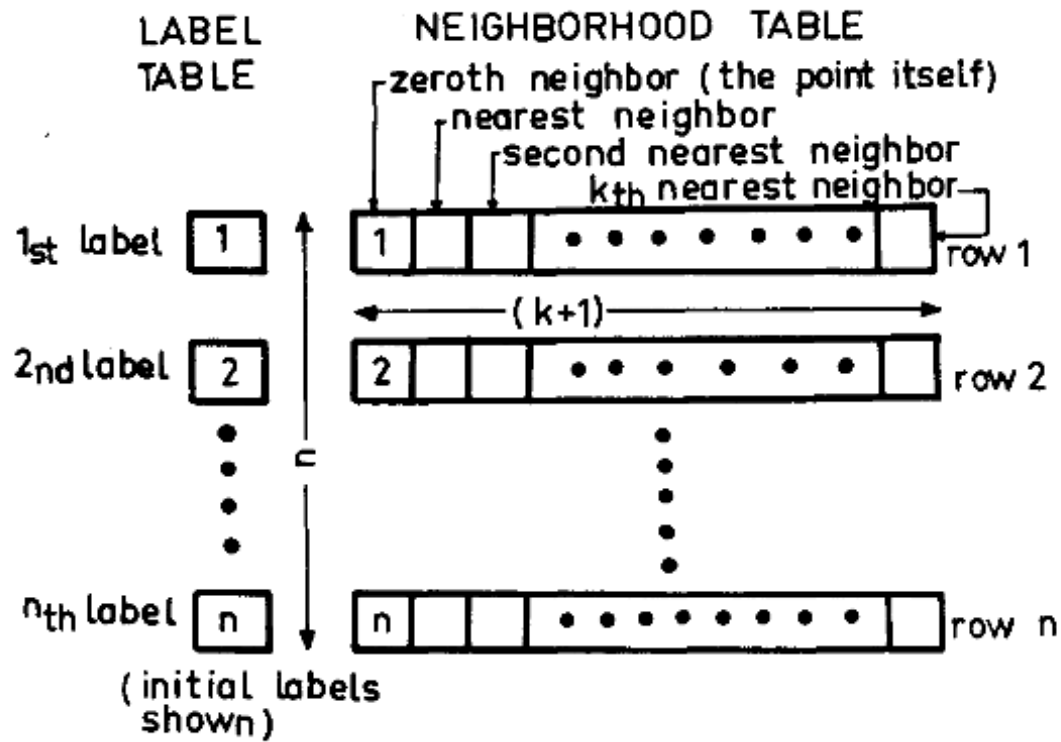 LABEL
TABLE
NEIGHBORHOOD TABLE
zeroth neighbor (the point itself)
nearest neighbor
second nearest neighbor
kth nearest neighbor
1st label
1
1
row 1
(k+1)
2nd label
2
2
row 2
n
nth label
n
n
row n
(initial labels
shown)